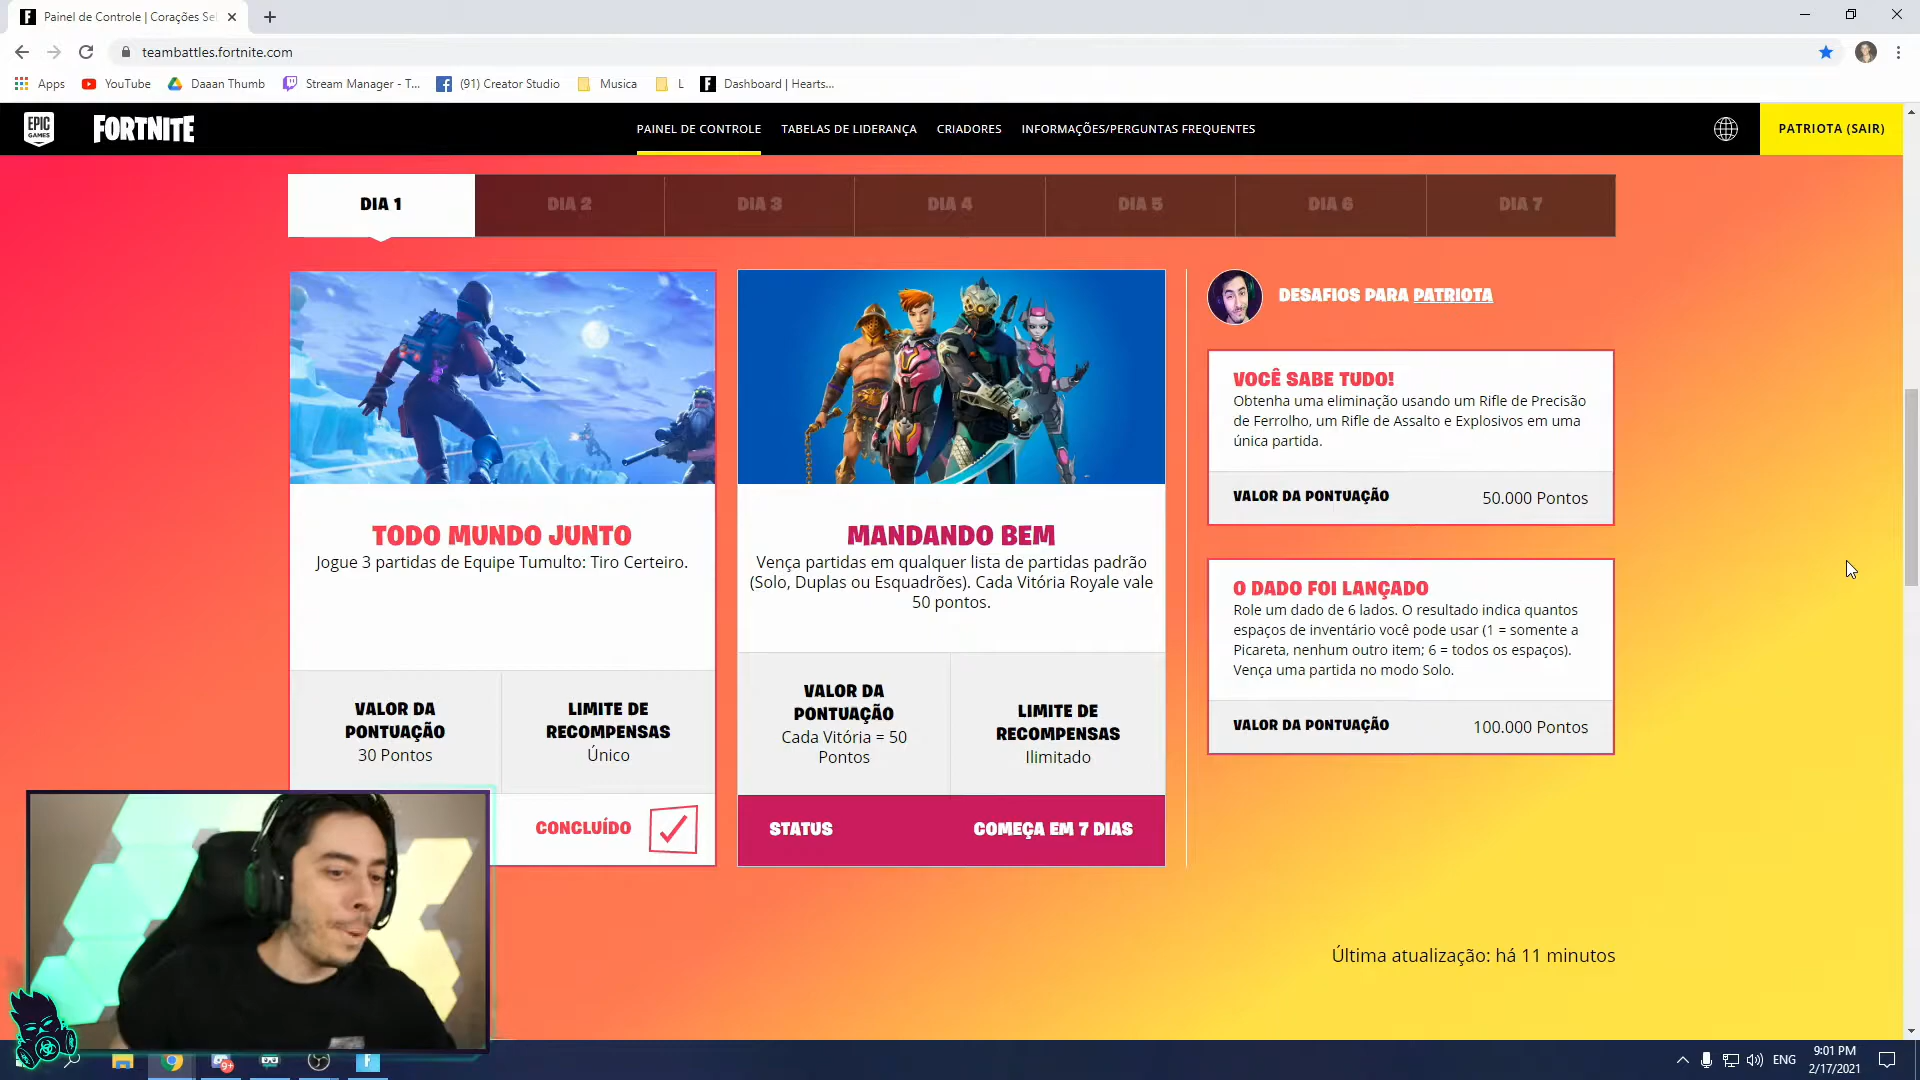 Painel de Controle | Corações Se
teambattles.fortnite.com
Apps
YouTube
Daaan Thumb
Stream Manager - T...
(91) Creator Studio
Musica
L
Dashboard | Hearts...
EPIC GAMES
FORTNITE
PAINEL DE CONTROLE
TABELAS DE LIDERANÇA
CRIADORES
INFORMAÇÕES/PERGUNTAS FREQUENTES
PATRIOTA (SAIR)
DIA 1
DIA 2
DIA 3
DIA 4
DIA 5
DIA 6
DIA 7
TODO MUNDO JUNTO
Jogue 3 partidas de Equipe Tumulto: Tiro Certeiro.
VALOR DA
PONTUAÇÃO
30 Pontos
LIMITE DE
RECOMPENSAS
Único
CONCLUÍDO
MANDANDO BEM
Vença partidas em qualquer lista de partidas padrão
(Solo, Duplas ou Esquadrões). Cada Vitória Royale vale
50 pontos.
VALOR DA
PONTUAÇÃO
Cada Vitória = 50
Pontos
LIMITE DE
RECOMPENSAS
Ilimitado
STATUS
COMEÇA EM 7 DIAS
DESAFIOS PARA PATRIOTA
VOCÊ SABE TUDO!
Obtenha uma eliminação usando um Rifle de Precisão
de Ferrolho, um Rifle de Assalto e Explosivos em uma
única partida.
VALOR DA PONTUAÇÃO
50.000 Pontos
O DADO FOI LANÇADO
Role um dado de 6 lados. O resultado indica quantos
espaços de inventário você pode usar (1 = somente a
Picareta, nenhum outro item; 6 = todos os espaços).
Vença uma partida no modo Solo.
VALOR DA PONTUAÇÃO
100.000 Pontos
Última atualização: há 11 minutos
9+
ENG
9:01 PM
2/17/2021